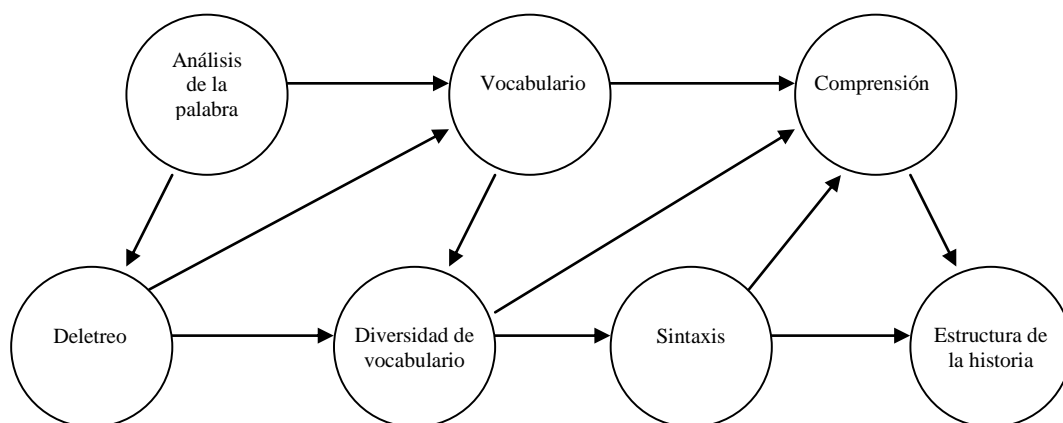 Análisis
de la
palabra
Vocabulario
Comprensión
Deletreo
Diversidad de
vocabulario
Sintaxis
Estructura de
la historia